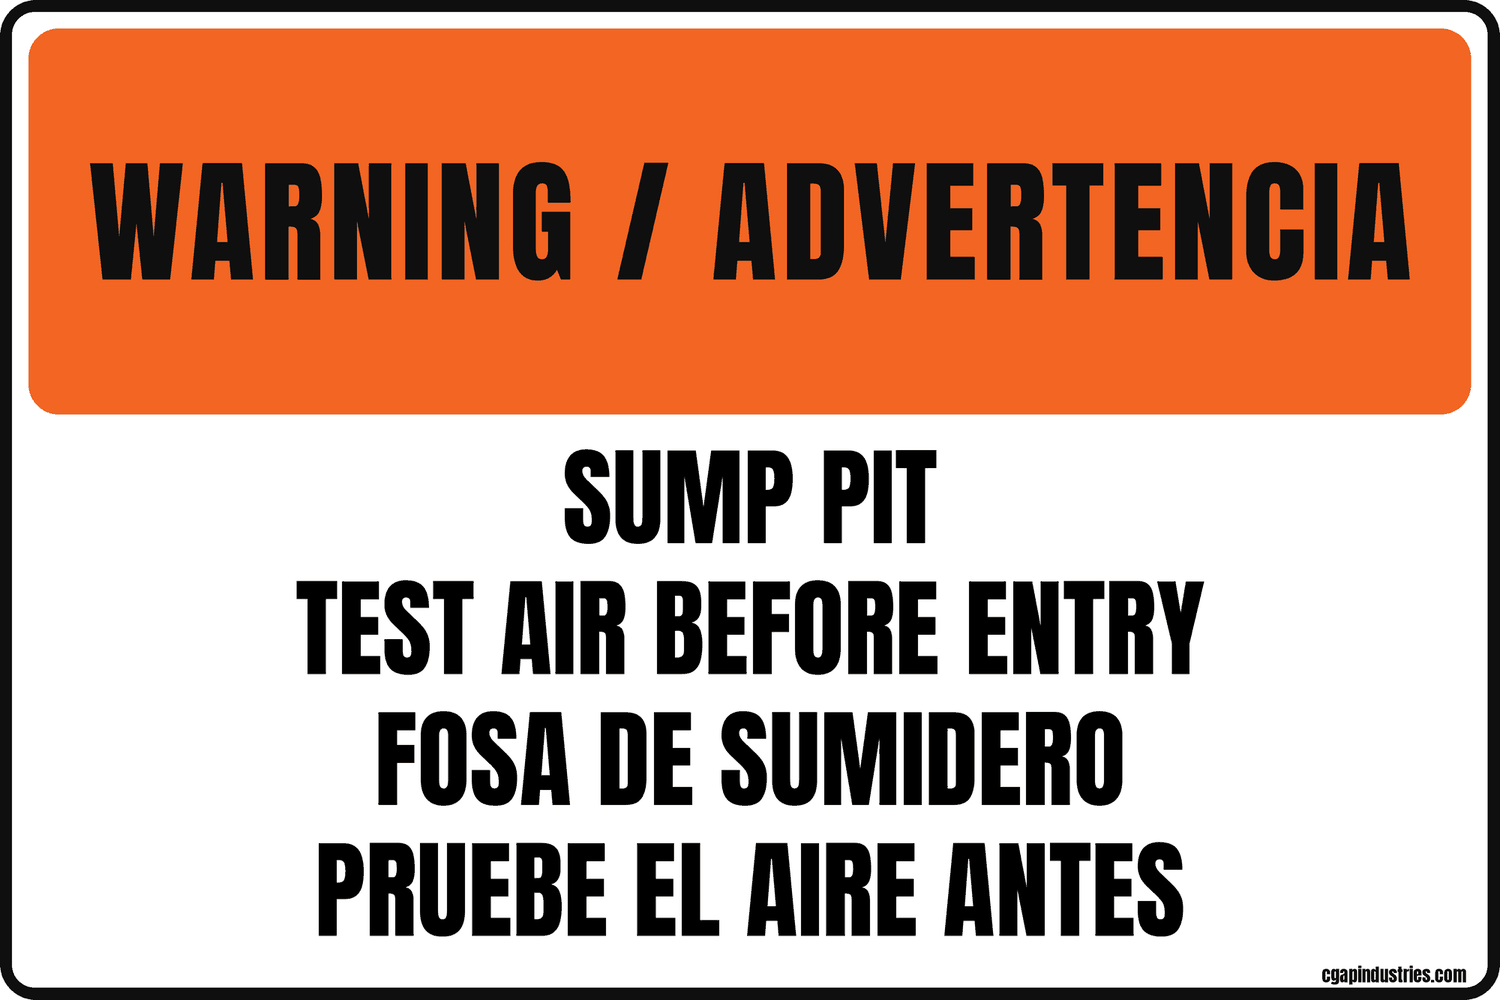 WARNING / ADVERTENCIA
SUMP PIT
TEST AIR BEFORE ENTRY
FOSA DE SUMIDERO
PRUEBE EL AIRE ANTES
cgapindustries.com